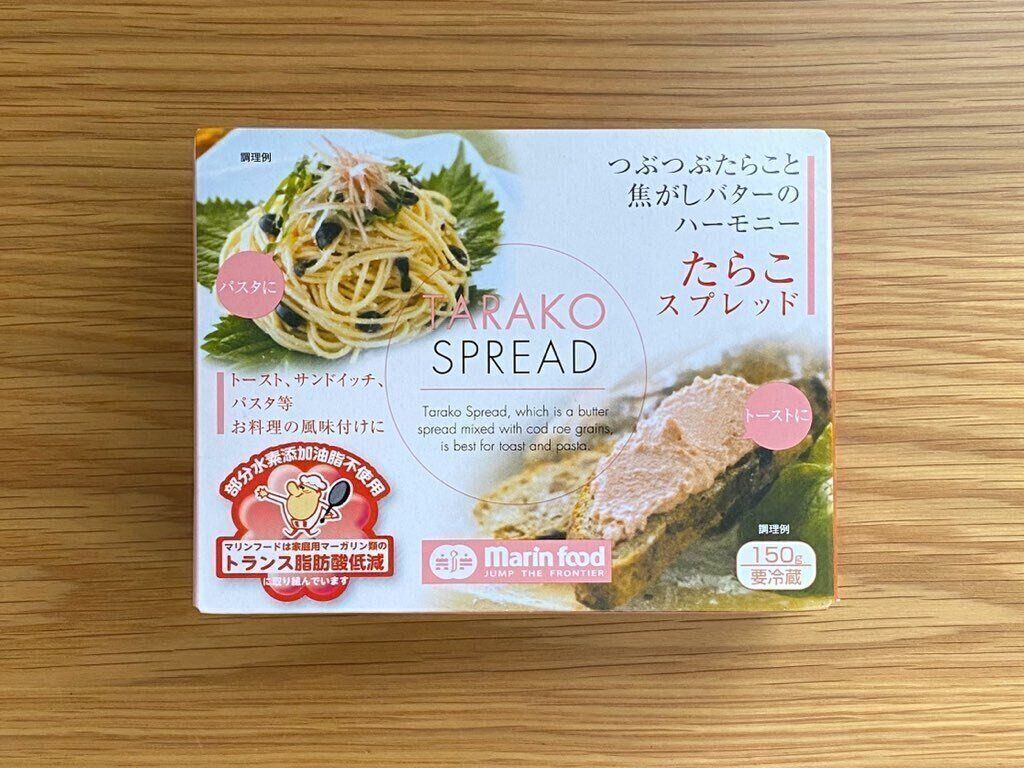 調理例
つぶつぶたらこと
焦がしバターの
ハーモニー
たらこ
スプレッド
パスタに
TARAKO
SPREAD
Tarako Spread, which is a butter
spread mixed with cod roe grains,
is best for toast and pasta.
トースト、サンドイッチ、
パスタ等
お料理の風味付けに
トーストに
部分水素添加油脂不使用
マリンフードは家庭用マーガリン類の
トランス脂肪酸低減
に取り組んでいます
marin food
JUMP THE FRONTIER
調理例
150g
要冷蔵